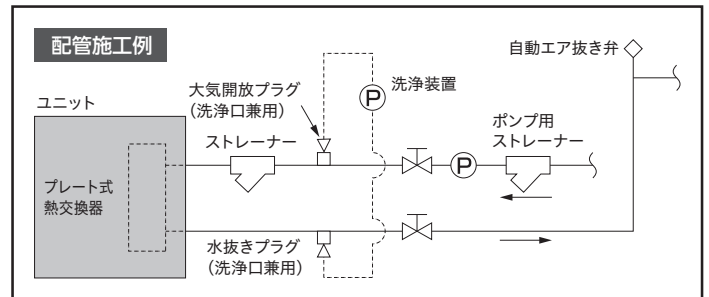 配管施工例
自動エア抜き弁
大気開放プラグ
(洗浄口兼用)
洗浄装置
P
ユニット
ストレーナー
ポンプ用
ストレーナー
P
プレート式
熱交換器
水抜きプラグ
(洗浄口兼用)